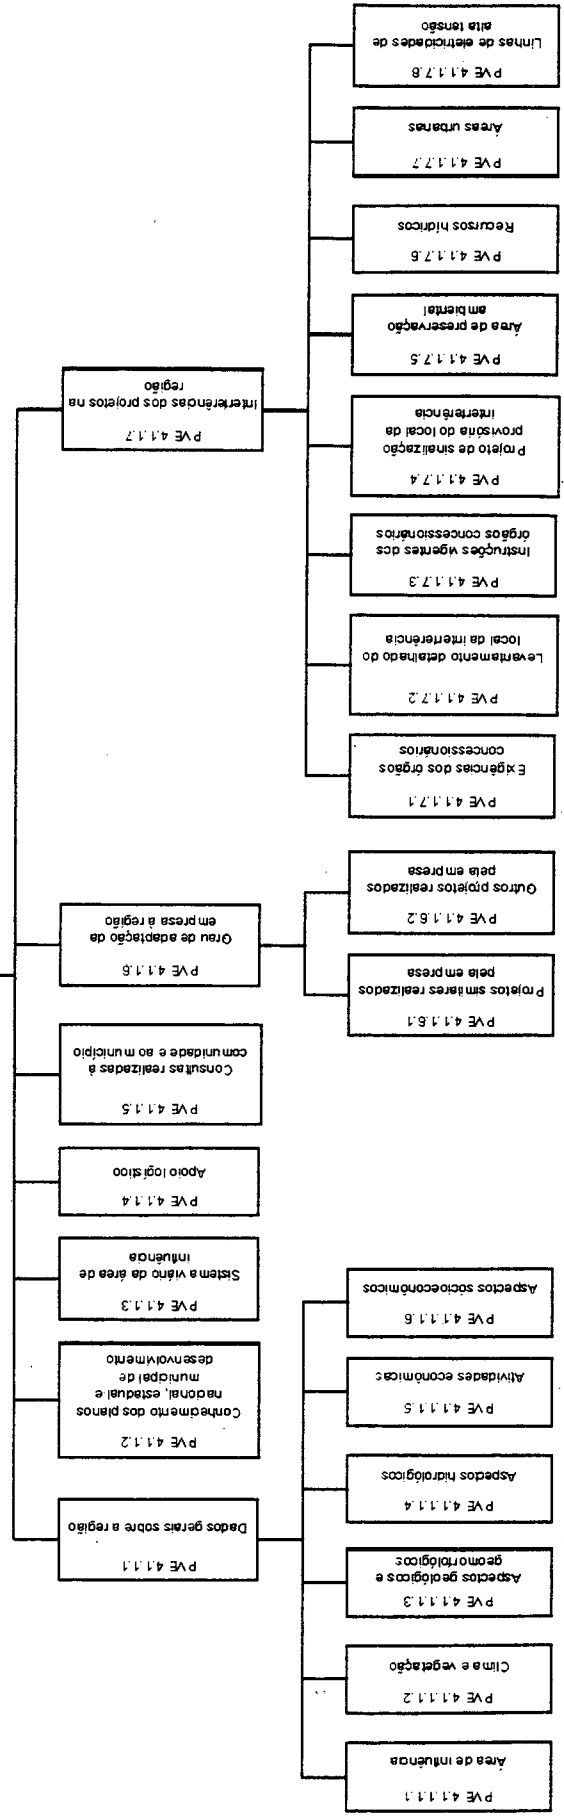 PVE 4.1.1.1
Dados gerais sobre a região
PVE 4.1.1.1.1
Área de influência
PVE 4.1.1.1.2
Clima e vegetação
PVE 4.1.1.1.3
Aspectos geológicos e
geomorfológicos
PVE 4.1.1.1.4
Aspectos hidrológicos
PVE 4.1.1.1.5
Atividades econômicas
PVE 4.1.1.1.6
Aspectos sócioeconômicos
PVE 4.1.1.2
Conhecimento dos planos
nacional, estadual e
municipal de
desenvolvimento
PVE 4.1.1.3
Sistema viário da área de
influência
PVE 4.1.1.4
Apoio logístico
PVE 4.1.1.5
Consultas realizadas à
comunidade e ao município
PVE 4.1.1.6
Grau de adaptação da
empresa à região
PVE 4.1.1.6.1
Projetos similares realizados
pela empresa
PVE 4.1.1.6.2
Outros projetos realizados
pela empresa
PVE 4.1.1.7
Interferências dos projetos na
região
PVE 4.1.1.7.1
Exigências dos órgãos
concessionários
PVE 4.1.1.7.2
Levantamento detalhado do
local da interferência
PVE 4.1.1.7.3
Instruções vigentes dos
órgãos concessionários
PVE 4.1.1.7.4
Projeto de sinalização
provisória do local da
interferência
PVE 4.1.1.7.5
Área de preservação
ambiental
PVE 4.1.1.7.6
Recursos hídricos
PVE 4.1.1.7.7
Áreas urbanas
PVE 4.1.1.7.8
Linhas de eletricidades de
alta tensão